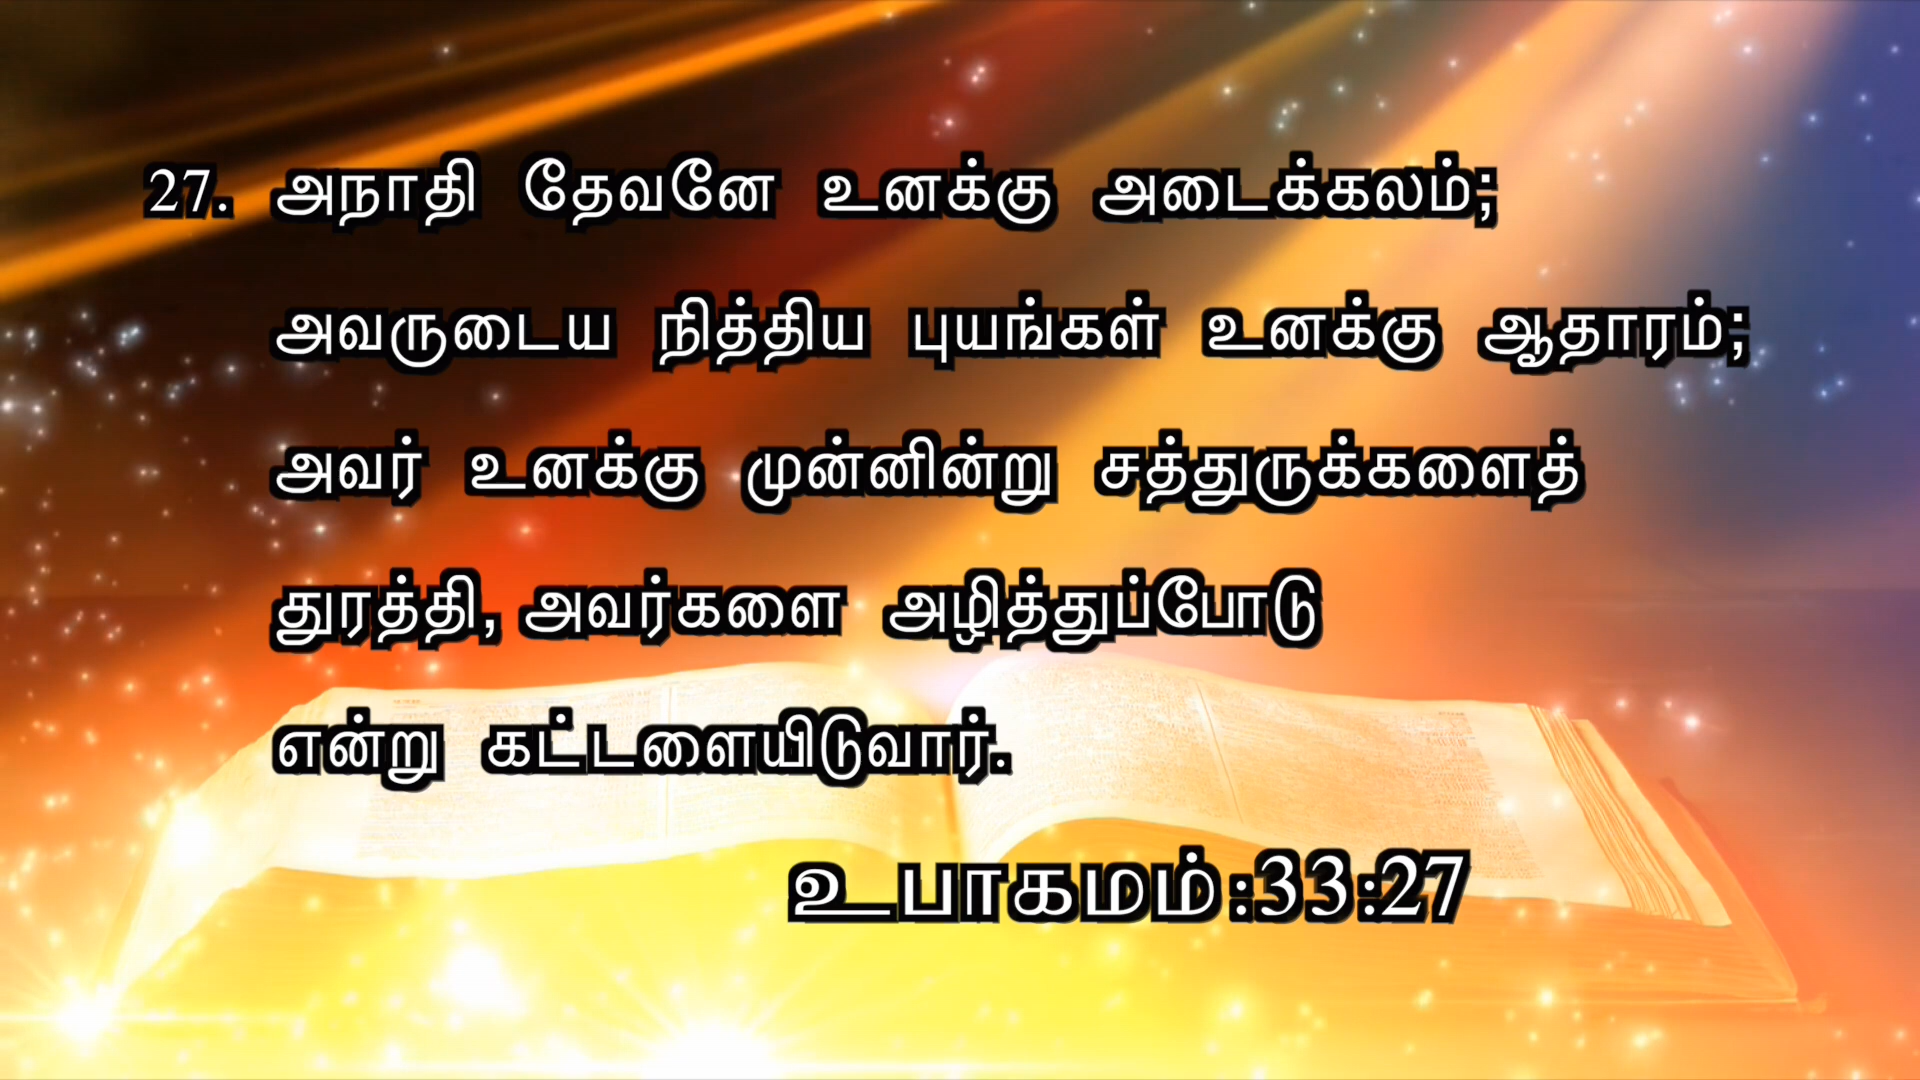 27. அநாதி தேவனே உனக்கு அடைக்கலம்;
அவருடைய நித்திய புயங்கள் உனக்கு ஆதாரம்;
அவர் உனக்கு முன்னின்று சத்துருக்களைத்
துரத்தி, அவர்களை அழித்துப்போடு
என்று கட்டளையிடுவார்.
உபாகமம்:33:27